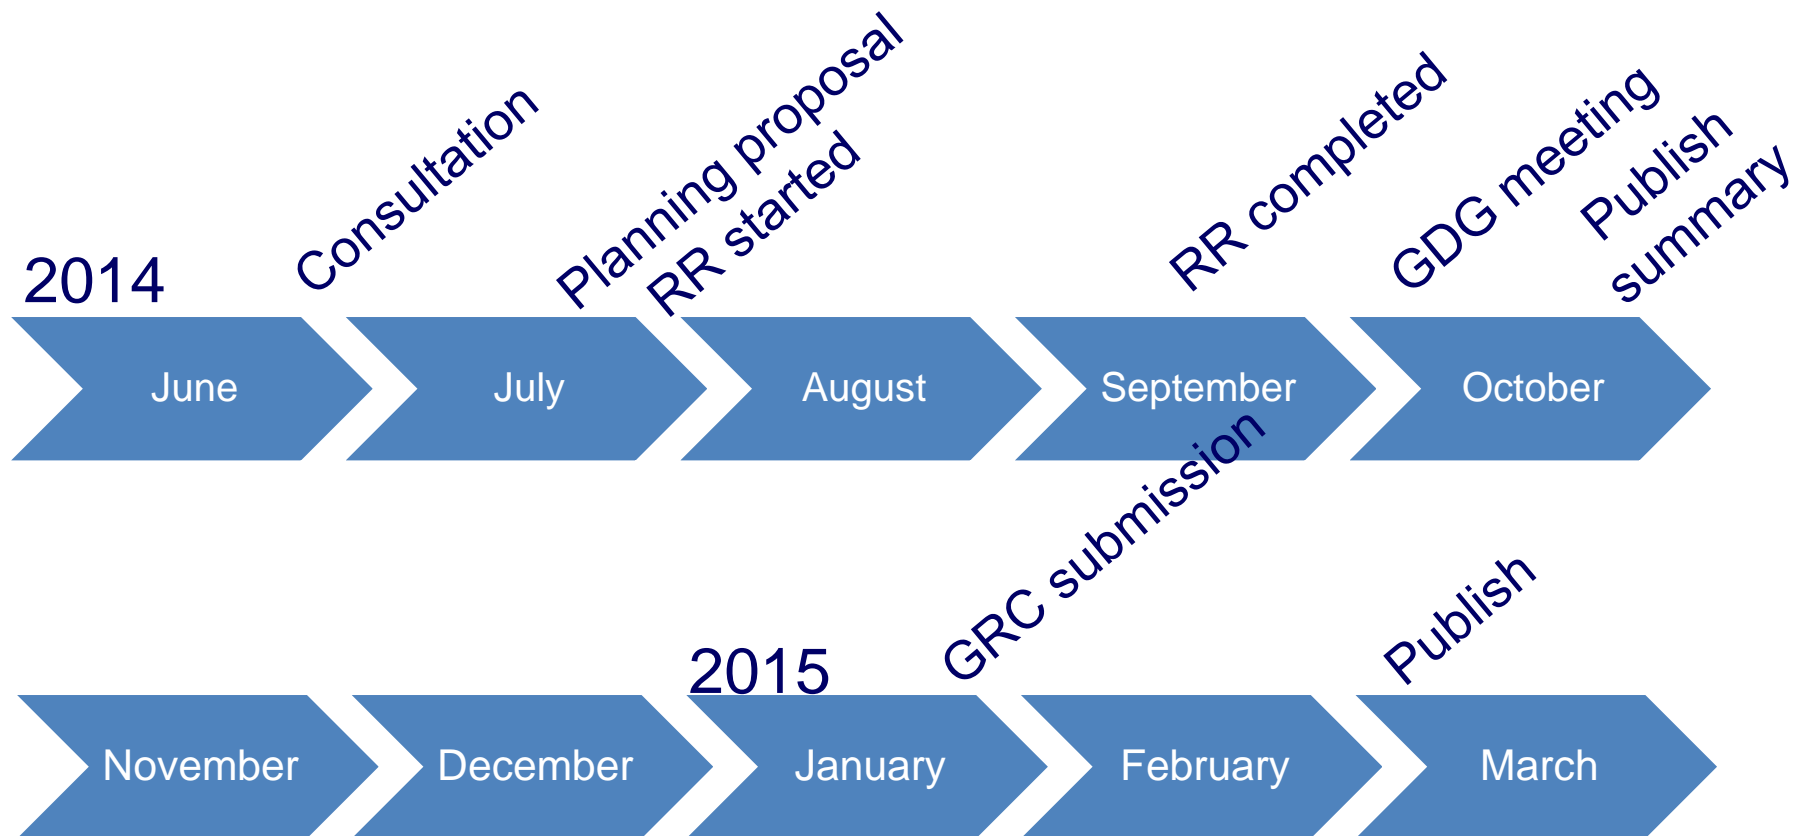 2014
Consultation
Planning proposal
RR started
RR completed
GDG meeting
Publish
summary
June
July
August
September
October
2015
GRC submission
Publish
November
December
January
February
March